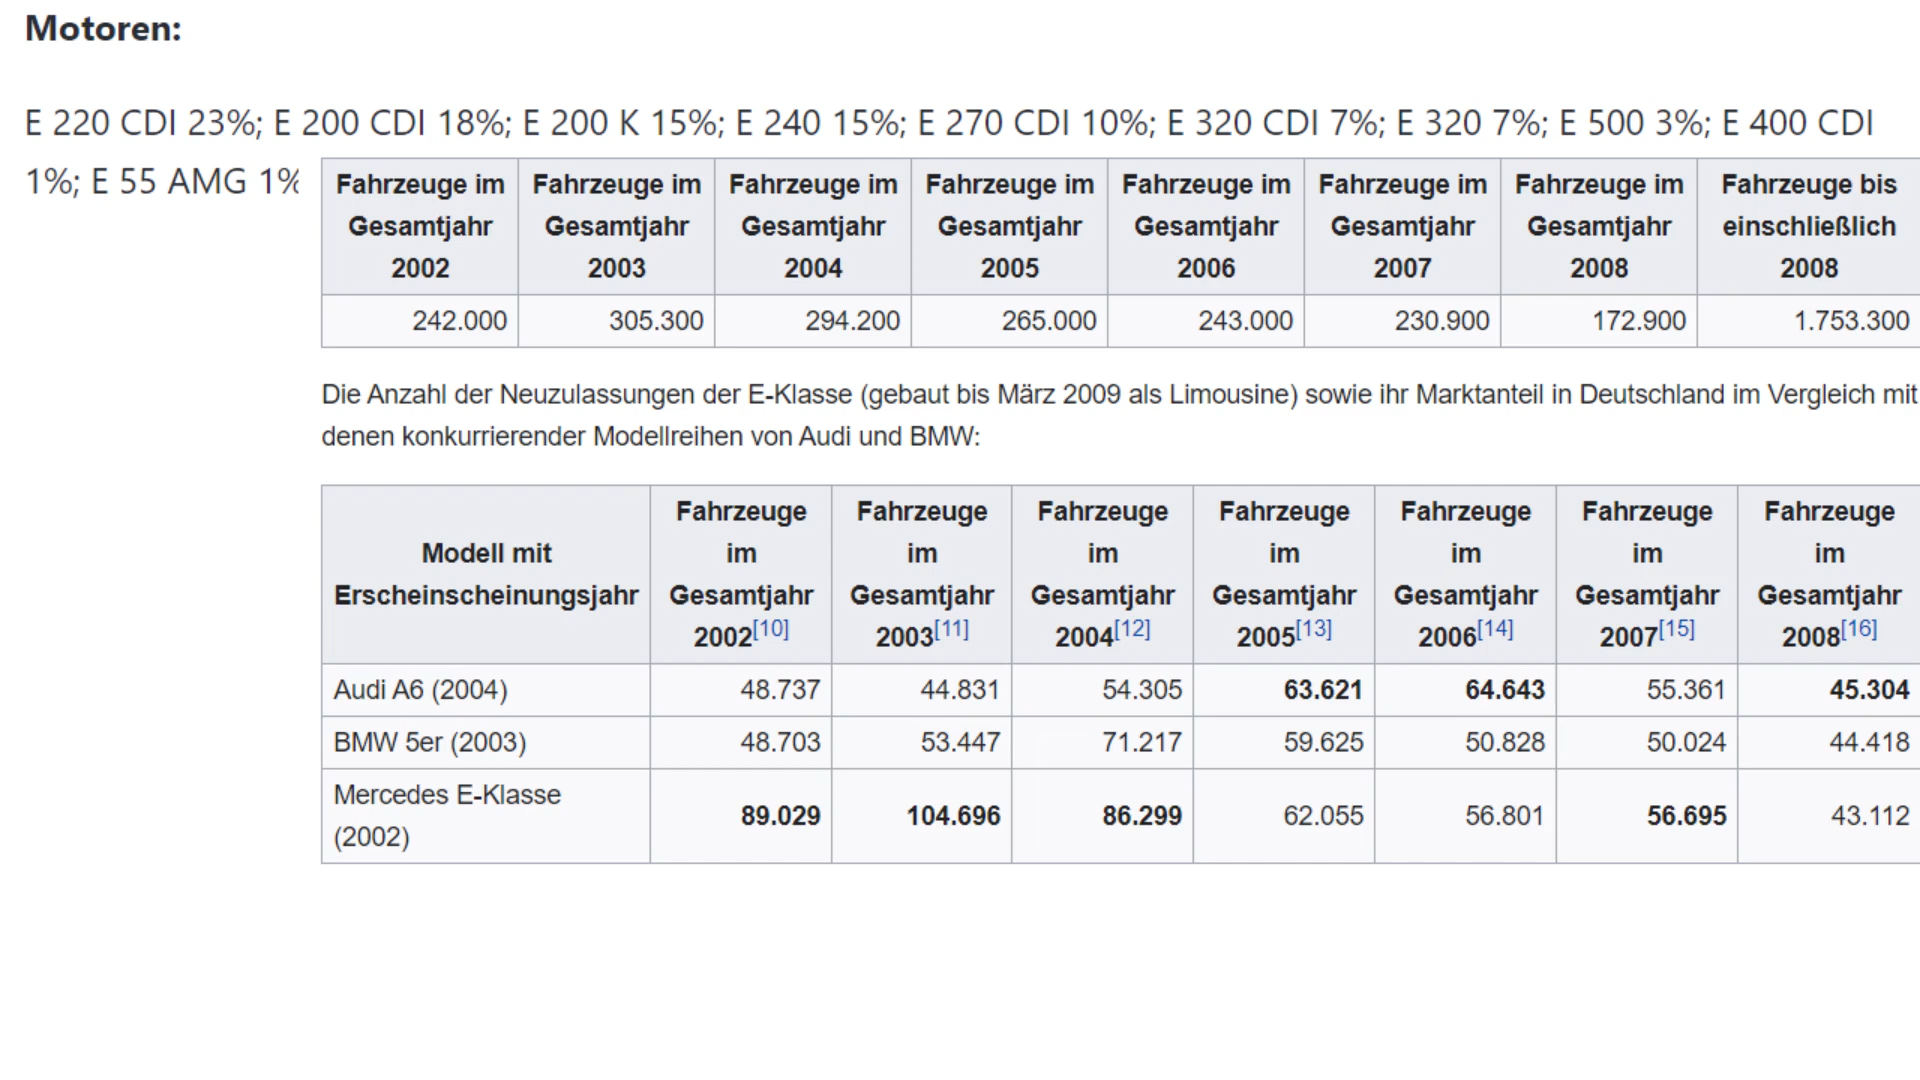 Motoren:
E 220 CDI 23%; E 200 CDI 18%; E 200 K 15%; E 240 15%; E 270 CDI 10%; E 320 CDI 7%; E 320 7%; E 500 3%; E 400 CDI
1%; E 55 AMG 1%
Fahrzeuge im Gesamtjahr 2002 Fahrzeuge im Gesamtjahr 2003 Fahrzeuge im Gesamtjahr 2004 Fahrzeuge im Gesamtjahr 2005 Fahrzeuge im Gesamtjahr 2006 Fahrzeuge im Gesamtjahr 2007 Fahrzeuge im Gesamtjahr 2008 Fahrzeuge bis einschließlich 2008
242.000 305.300 294.200 265.000 243.000 230.900 172.900 1.753.300
Die Anzahl der Neuzulassungen der E-Klasse (gebaut bis März 2009 als Limousine) sowie ihr Marktanteil in Deutschland im Vergleich mit
denen konkurrierender Modellreihen von Audi und BMW:
Modell mit Erscheinscheinungsjahr Fahrzeuge im Gesamtjahr 2002[10] Fahrzeuge im Gesamtjahr 2003[11] Fahrzeuge im Gesamtjahr 2004[12] Fahrzeuge im Gesamtjahr 2005[13] Fahrzeuge im Gesamtjahr 2006[14] Fahrzeuge im Gesamtjahr 2007[15] Fahrzeuge im Gesamtjahr 2008[16]
Audi A6 (2004) 48.737 44.831 54.305 63.621 64.643 55.361 45.304
BMW 5er (2003) 48.703 53.447 71.217 59.625 50.828 50.024 44.418
Mercedes E-Klasse (2002) 89.029 104.696 86.299 62.055 56.801 56.695 43.112